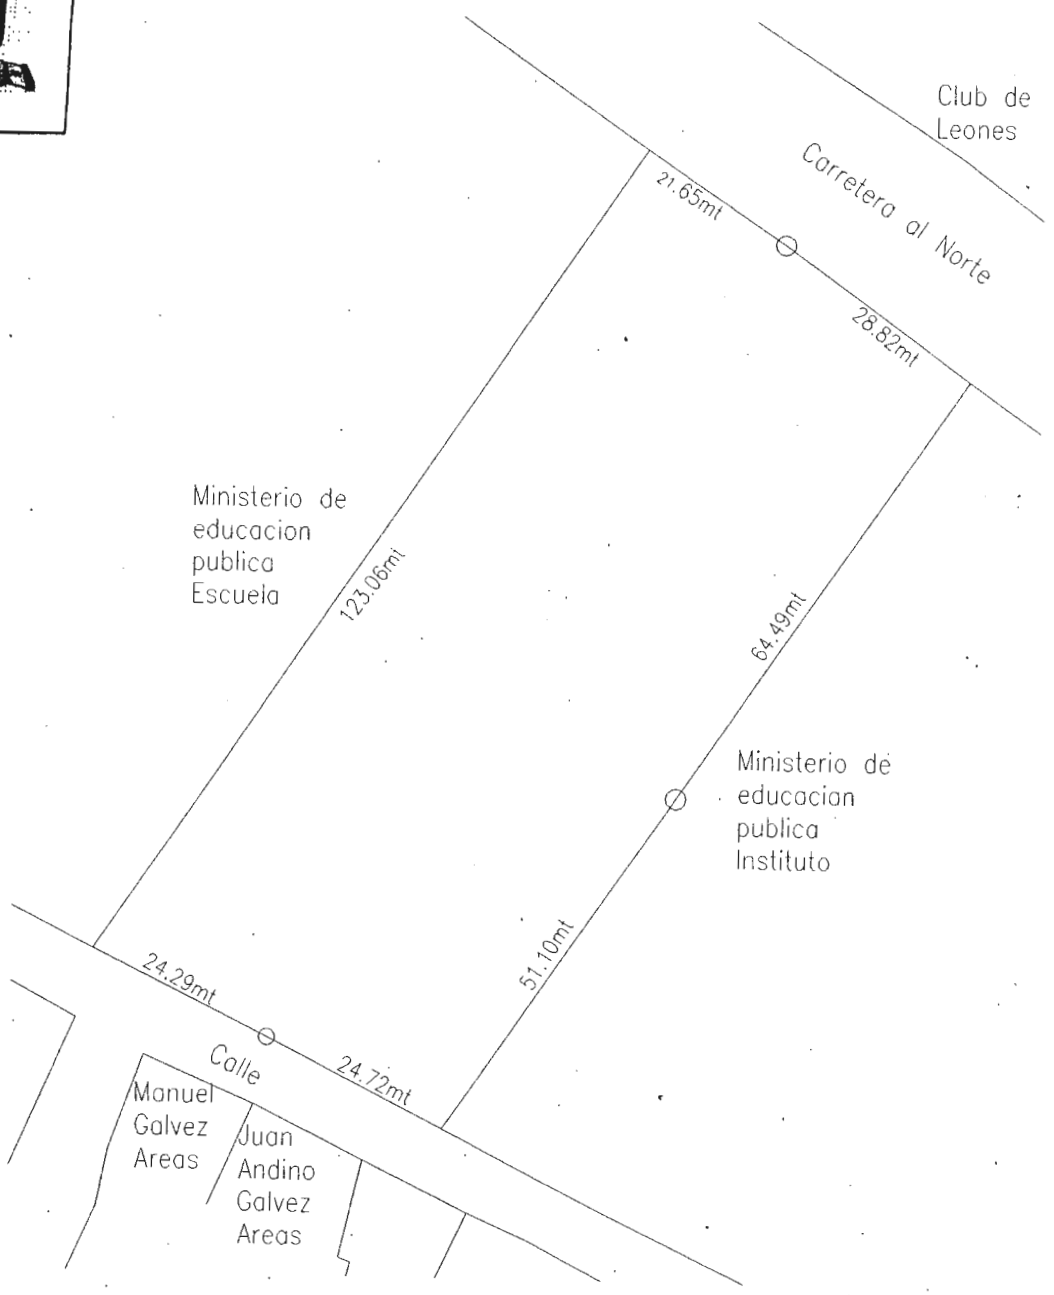 Club de
Leones
Carretera al Norte
21.65mt
28.82mt
Ministerio de
educacion
publica
Escuela
123.06mt
64.49mt
Ministerio de
educacion
publica
Instituto
51.10mt
24.29mt
Calle
24.72mt
Manuel
Galvez
Areas
Juan
Andino
Galvez
Areas